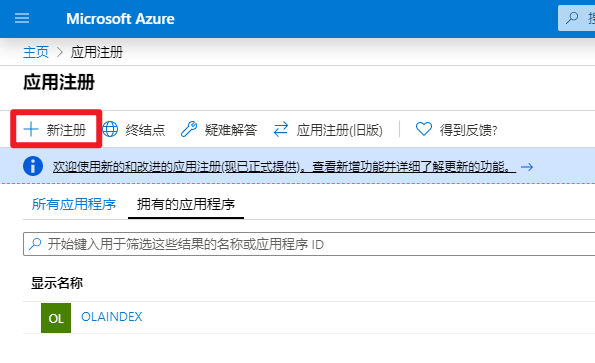 Microsoft Azure
主页 > 应用注册
应用注册
新注册 终结点 疑难解答 应用注册(旧版) 得到反馈?
欢迎使用新的和改进的应用注册(现已正式提供)。查看新增功能并详细了解更新的功能。 →
所有应用程序 拥有的应用程序
开始键入用于筛选这些结果的名称或应用程序 ID
显示名称
OL OLAINDEX